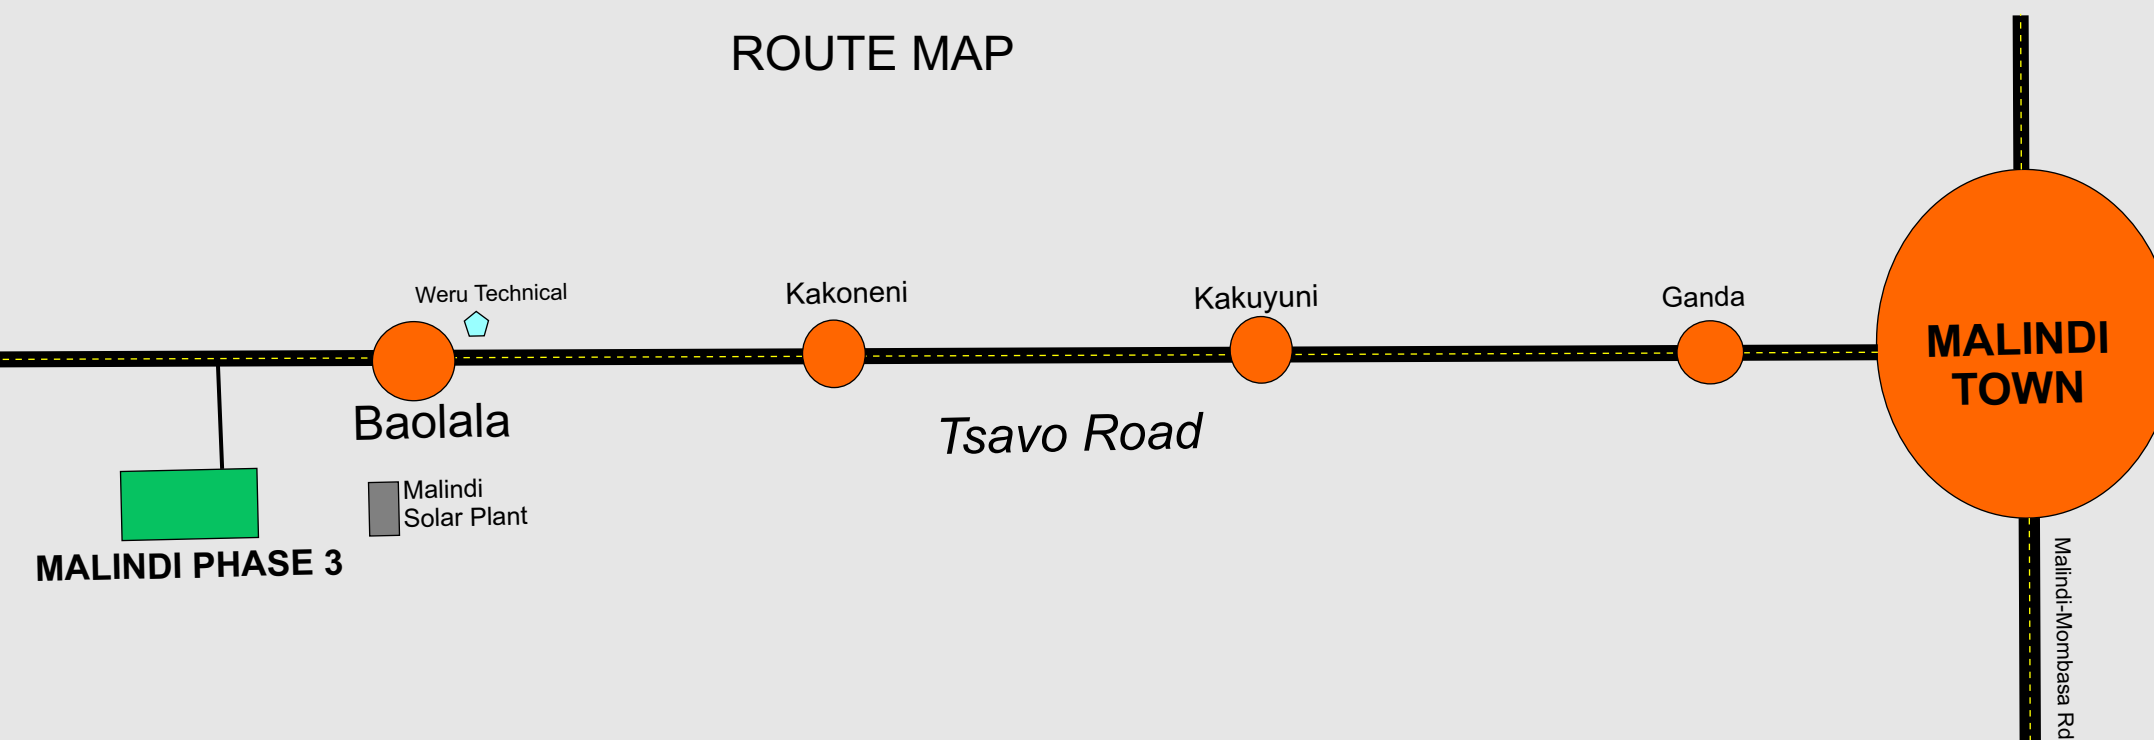 ROUTE MAP
Weru Technical
Kakoneni
Kakuyuni
Ganda
MALINDI
TOWN
Baolala
Tsavo Road
Malindi
Solar Plant
MALINDI PHASE 3
Malindi-Mombasa Rd